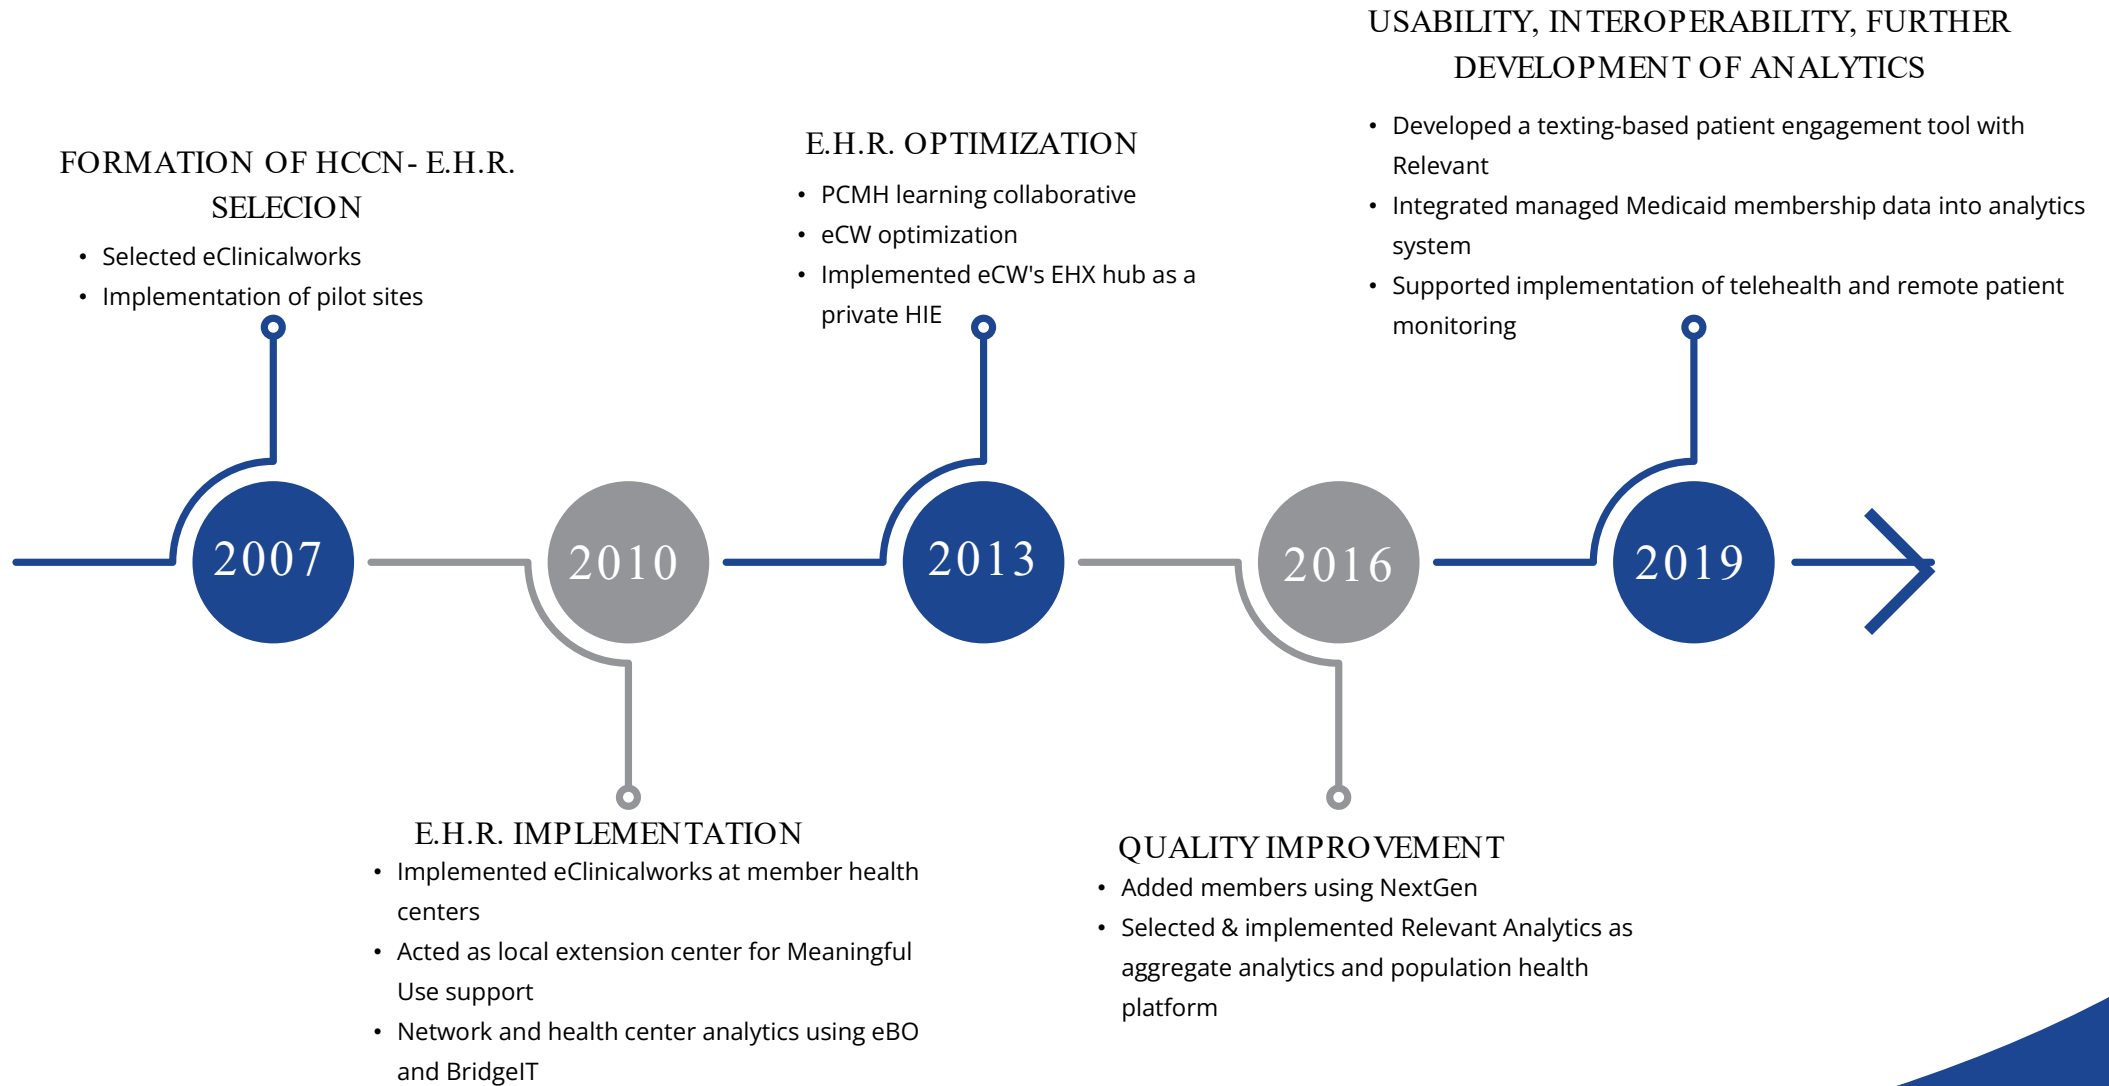 FORMATION OF HCCN- E.H.R.
SELECION
• Selected eClinicalworks
• Implementation of pilot sites
2007
E.H.R. IMPLEMENTATION
• Implemented eClinicalworks at member health
centers
• Acted as local extension center for Meaningful
Use support
• Network and health center analytics using eBO
and BridgeIT
2010
E.H.R. OPTIMIZATION
• PCMH learning collaborative
• eCW optimization
• Implemented eCW's EHX hub as a
private HIE
2013
QUALITY IMPROVEMENT
• Added members using NextGen
• Selected & implemented Relevant Analytics as
aggregate analytics and population health
platform
2016
USABILITY, INTEROPERABILITY, FURTHER
DEVELOPMENT OF ANALYTICS
• Developed a texting-based patient engagement tool with
Relevant
• Integrated managed Medicaid membership data into analytics
system
• Supported implementation of telehealth and remote patient
monitoring
2019